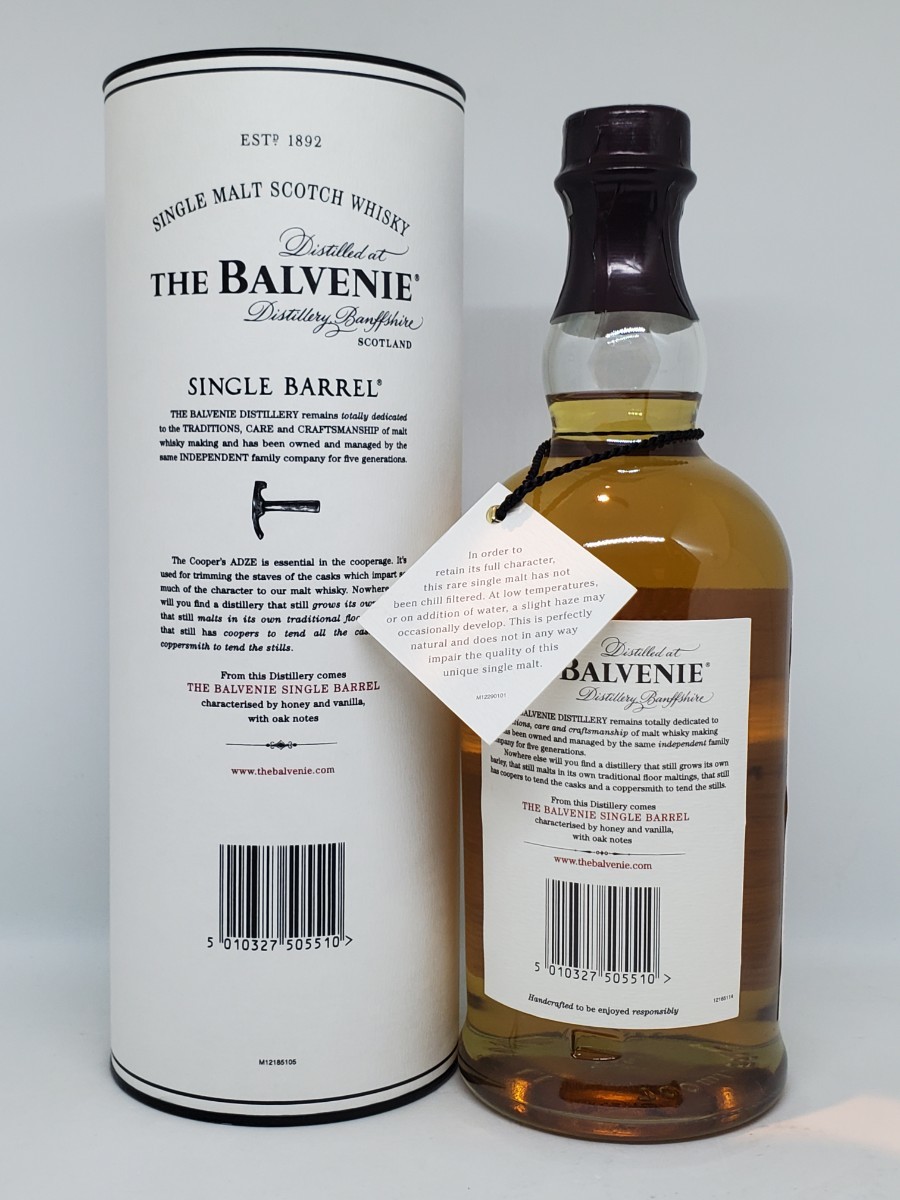 ESTD 1892
SINGLE MALT SCOTCH WHISKY
Distilled at
THE BALVENIE®
Distillery, Banffshire
SCOTLAND
SINGLE BARREL®
THE BALVENIE DISTILLERY remains totally dedicated
to the TRADITIONS, CARE and CRAFTSMANSHIP of malt
whisky making and has been owned and managed by the
same INDEPENDENT family company for five generations.
The Cooper's ADZE is essential in the cooperage. It's
used for trimming the staves of the casks which impart
much of the character to our malt whisky. Nowhere
will you find a distillery that still grows its
that still malts in its own traditional
that still has coopers to tend all the
coppersmith to tend the stills.
From this Distillery comes
THE BALVENIE SINGLE BARREL
characterised by honey and vanilla,
with oak notes
www.thebalvenie.com
5 010327 505510 >
M12185105
In order to
retain its full character,
this rare single malt has not
been chill filtered. At low temperatures,
or on addition of water, a slight haze may
occasionally develop. This is perfectly
natural and does not in any way
impair the quality of this
unique single malt.
M12290101
Distilled at
BALVENIE®
Distillery, Banffshire
BALVENIE DISTILLERY remains totally dedicated to
care and craftsmanship of malt whisky making
been owned and managed by the same independent family
for five generations.
Nowhere else will you find a distillery that still grows its own
barley, that still malts in its own traditional floor maltings, that still
has coopers to tend the casks and a coppersmith to tend the stills.
From this Distillery comes
THE BALVENIE SINGLE BARREL
characterised by honey and vanilla,
with oak notes
www.thebalvenie.com
5 010327 505510 >
Handcrafted to be enjoyed responsibly
12165114